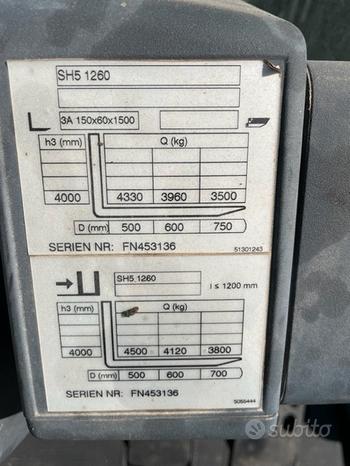 SH5 1260
3A 150x60x1500
h3 (mm) Q (kg)
4000 4330 3960 3500
D (mm) 500 600 750
SERIEN NR: FN453136 51301243
SH5 1260 l ≤ 1200 mm
h3 (mm) Q (kg)
4000 4500 4120 3800
D (mm) 500 600 700
SERIEN NR: FN453136 5055444
subito